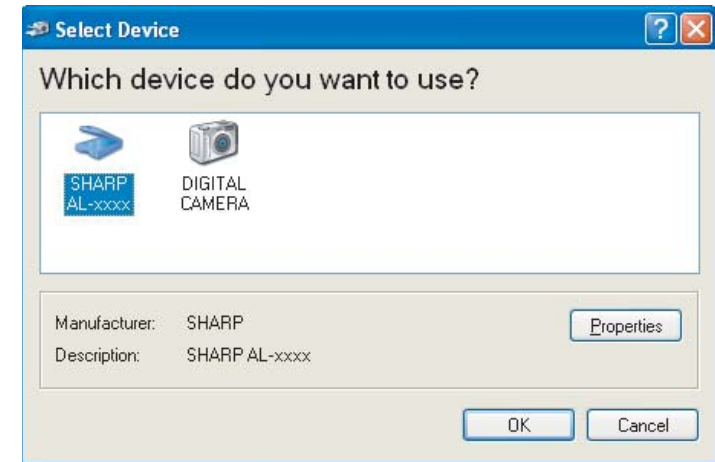 Select Device
Which device do you want to use?
SHARP
AL-xxxx
DIGITAL
CAMERA
Manufacturer: SHARP
Properties
Description: SHARP AL-xxxx
OK Cancel